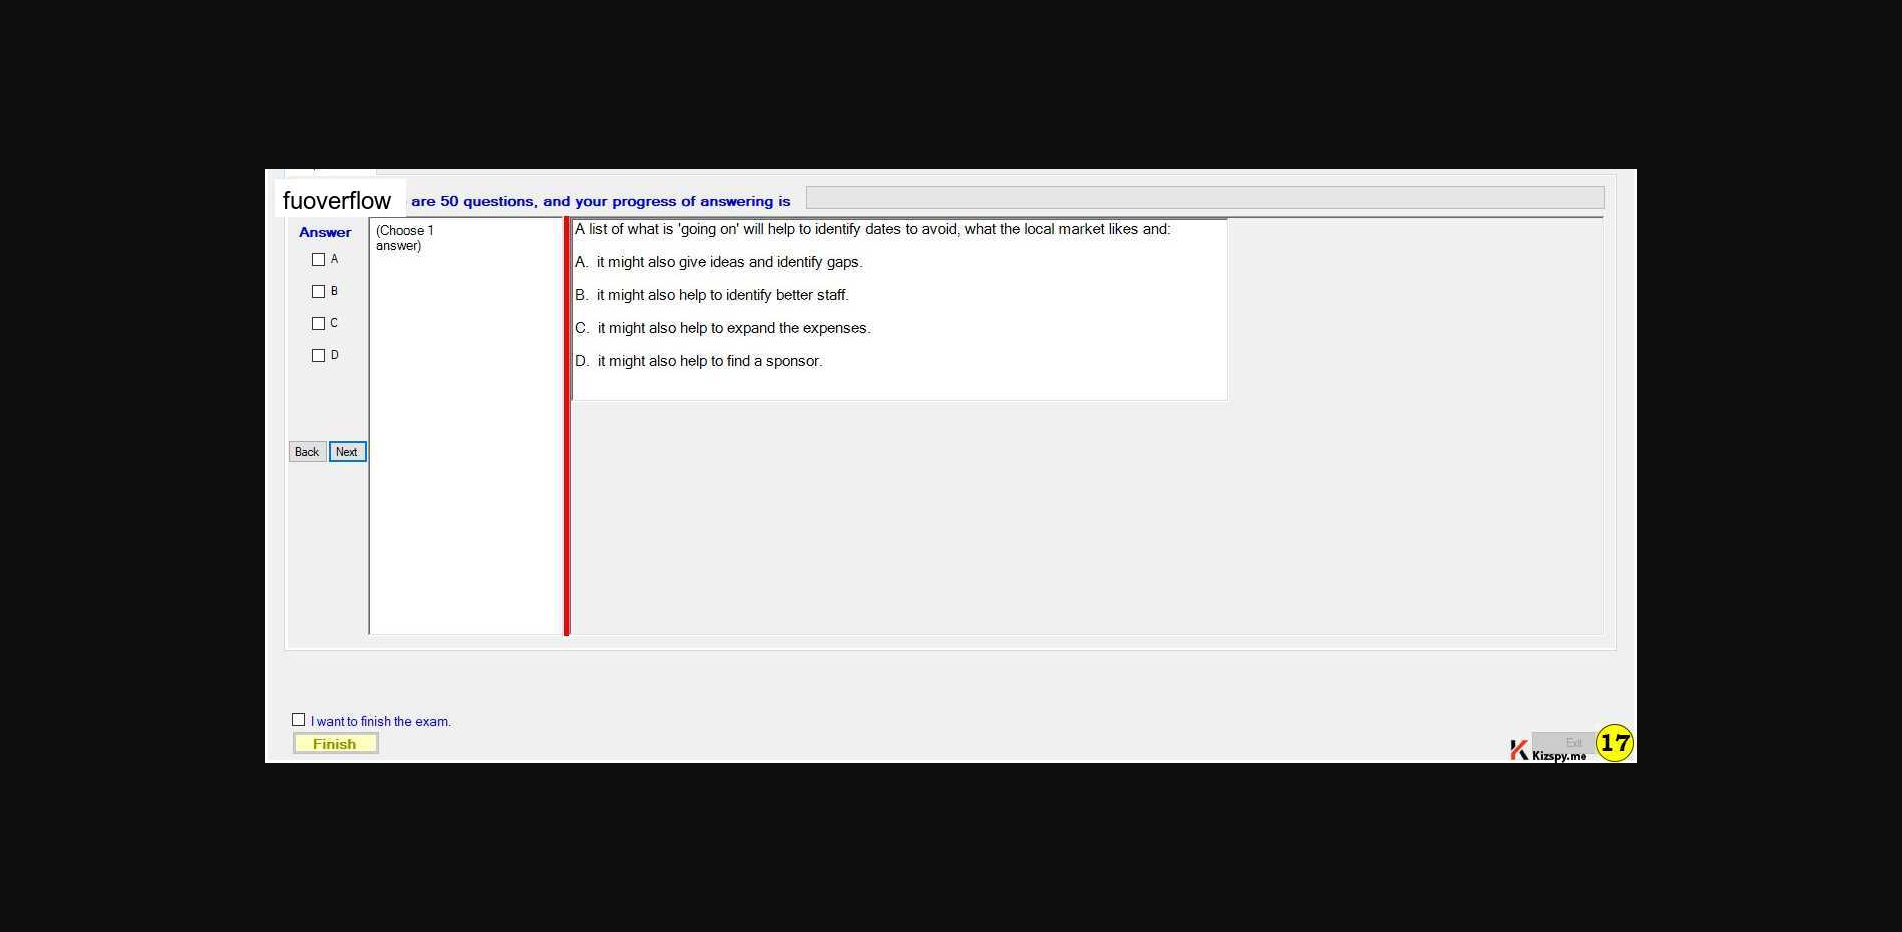 fuoverflow are 50 questions, and your progress of answering is
Answer
(Choose 1
answer)
A
B
C
D
Back
Next
A list of what is 'going on' will help to identify dates to avoid, what the local market likes and:
A. it might also give ideas and identify gaps.
B. it might also help to identify better staff.
C. it might also help to expand the expenses.
D. it might also help to find a sponsor.
I want to finish the exam.
Finish
Exit
Kizspy.me
17